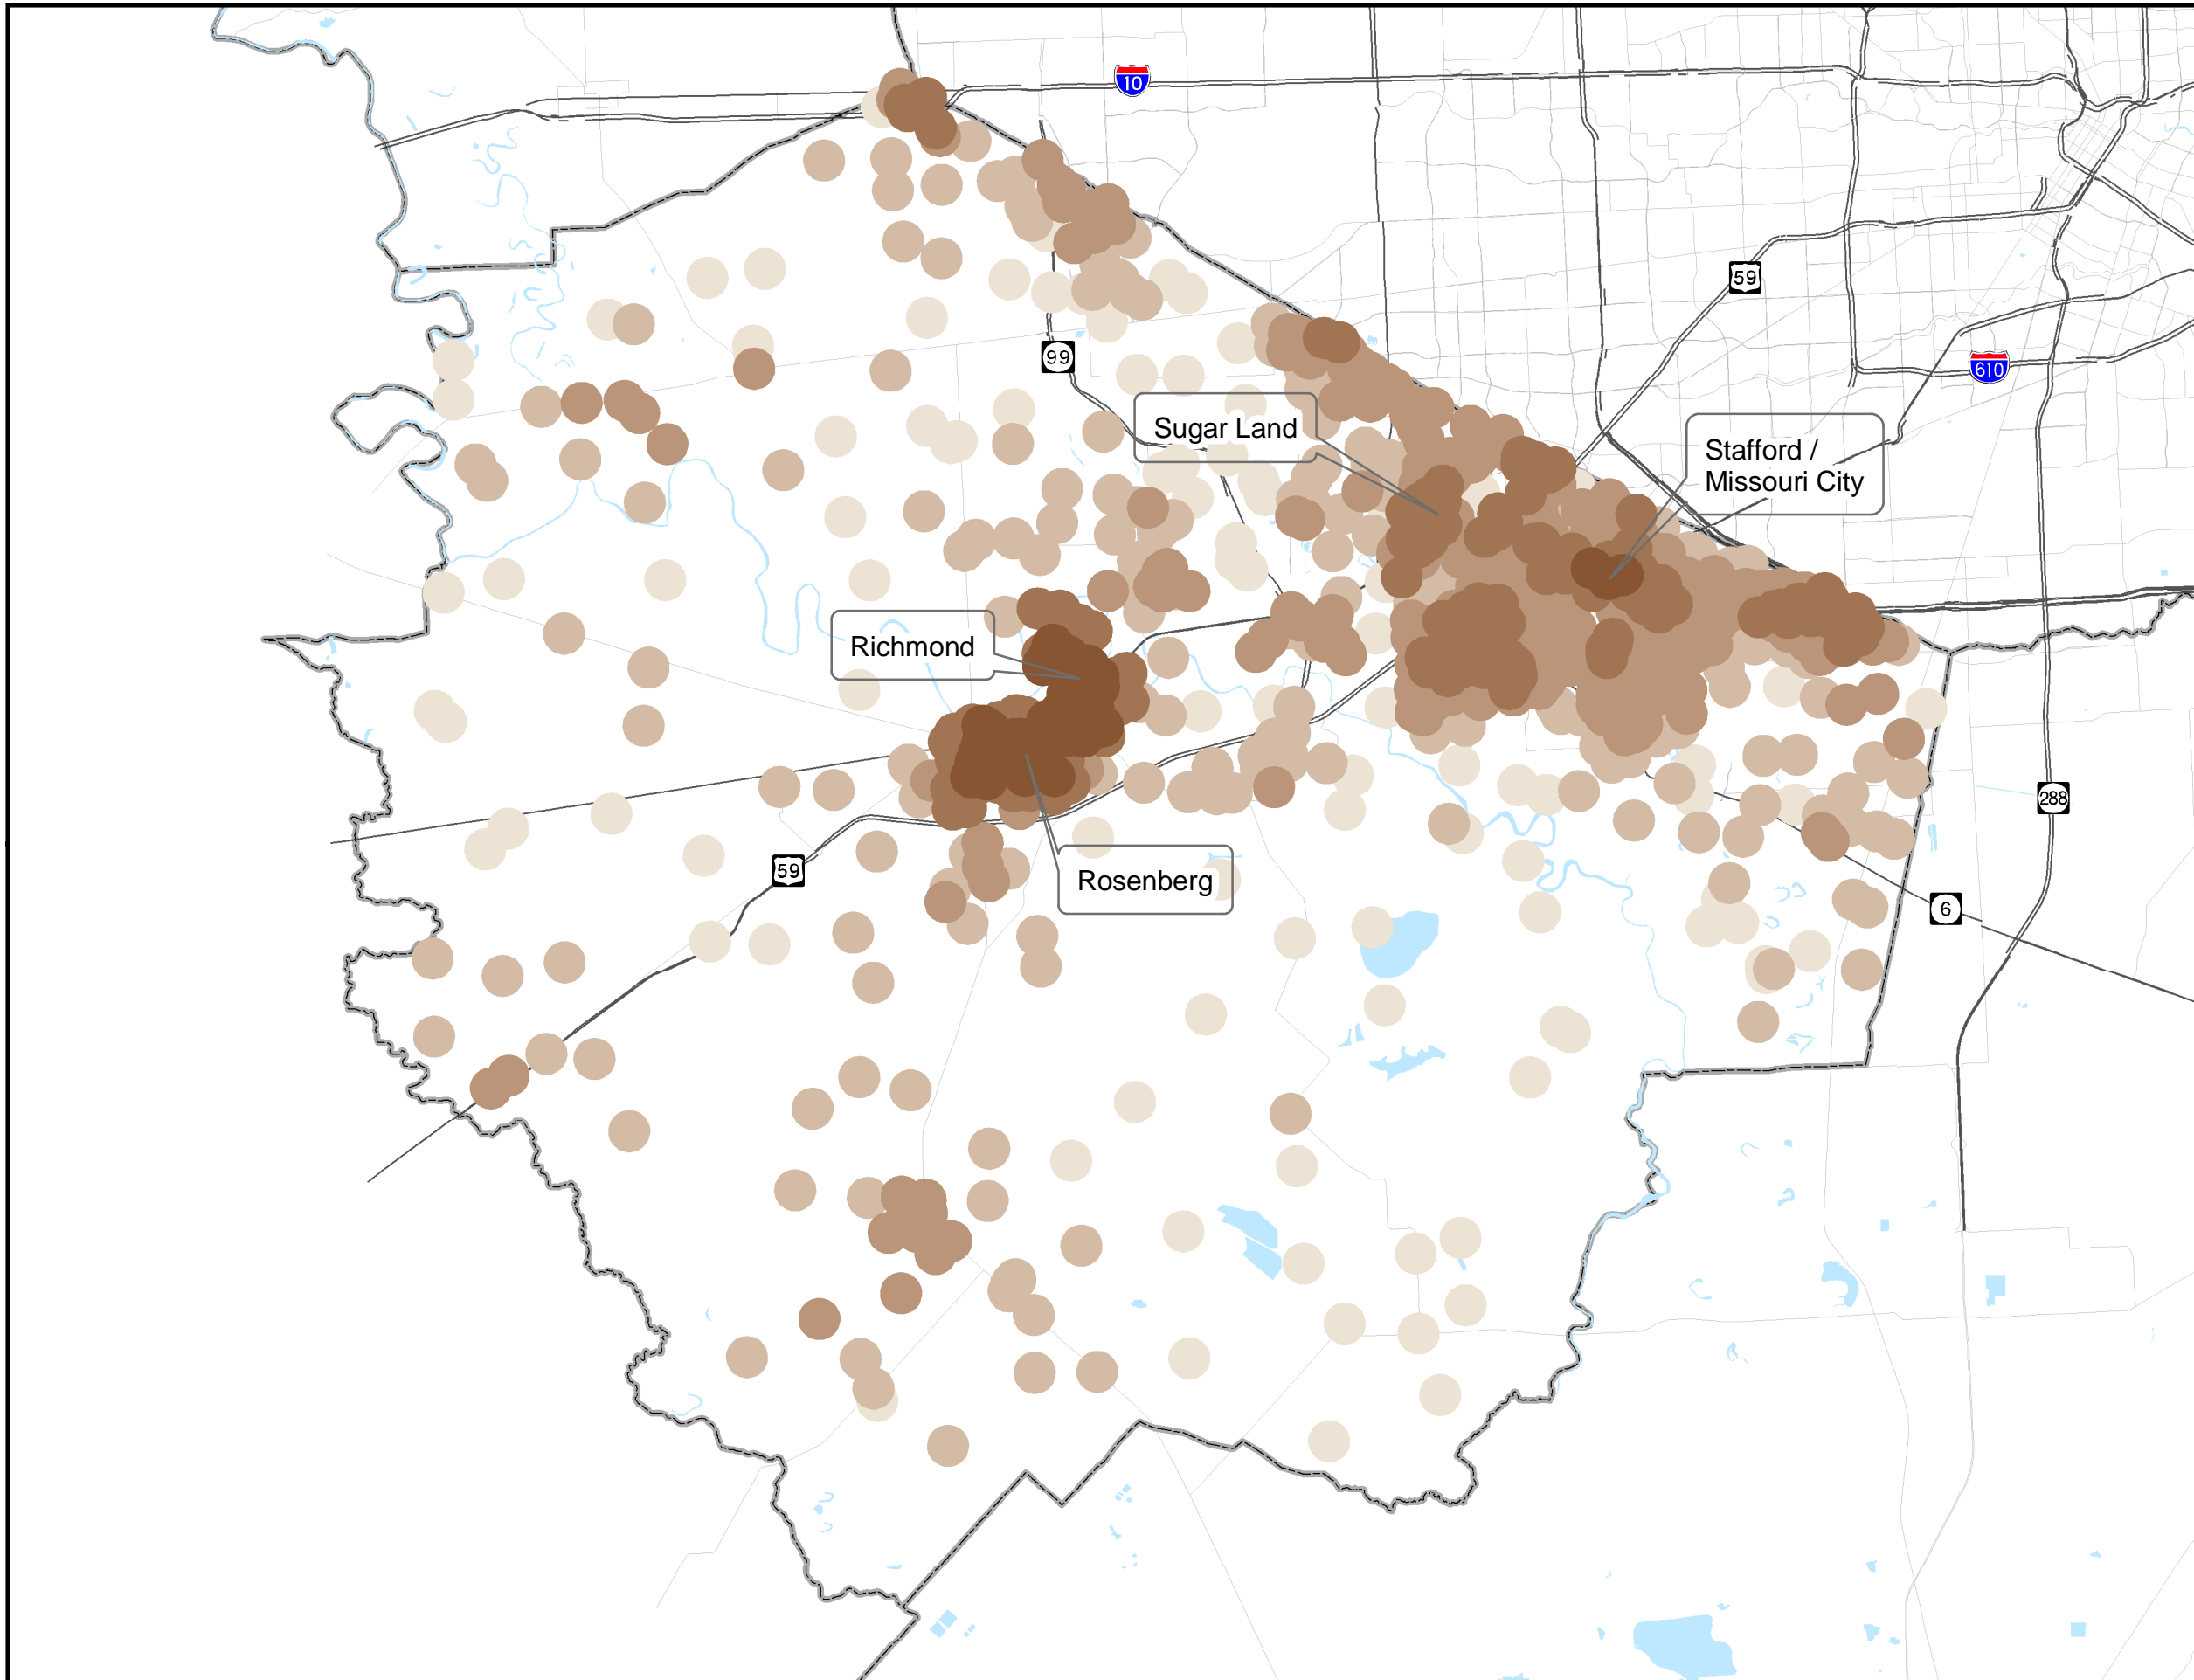 10
59
99
610
Sugar Land
Stafford /
Missouri City
Richmond
288
59
Rosenberg
6